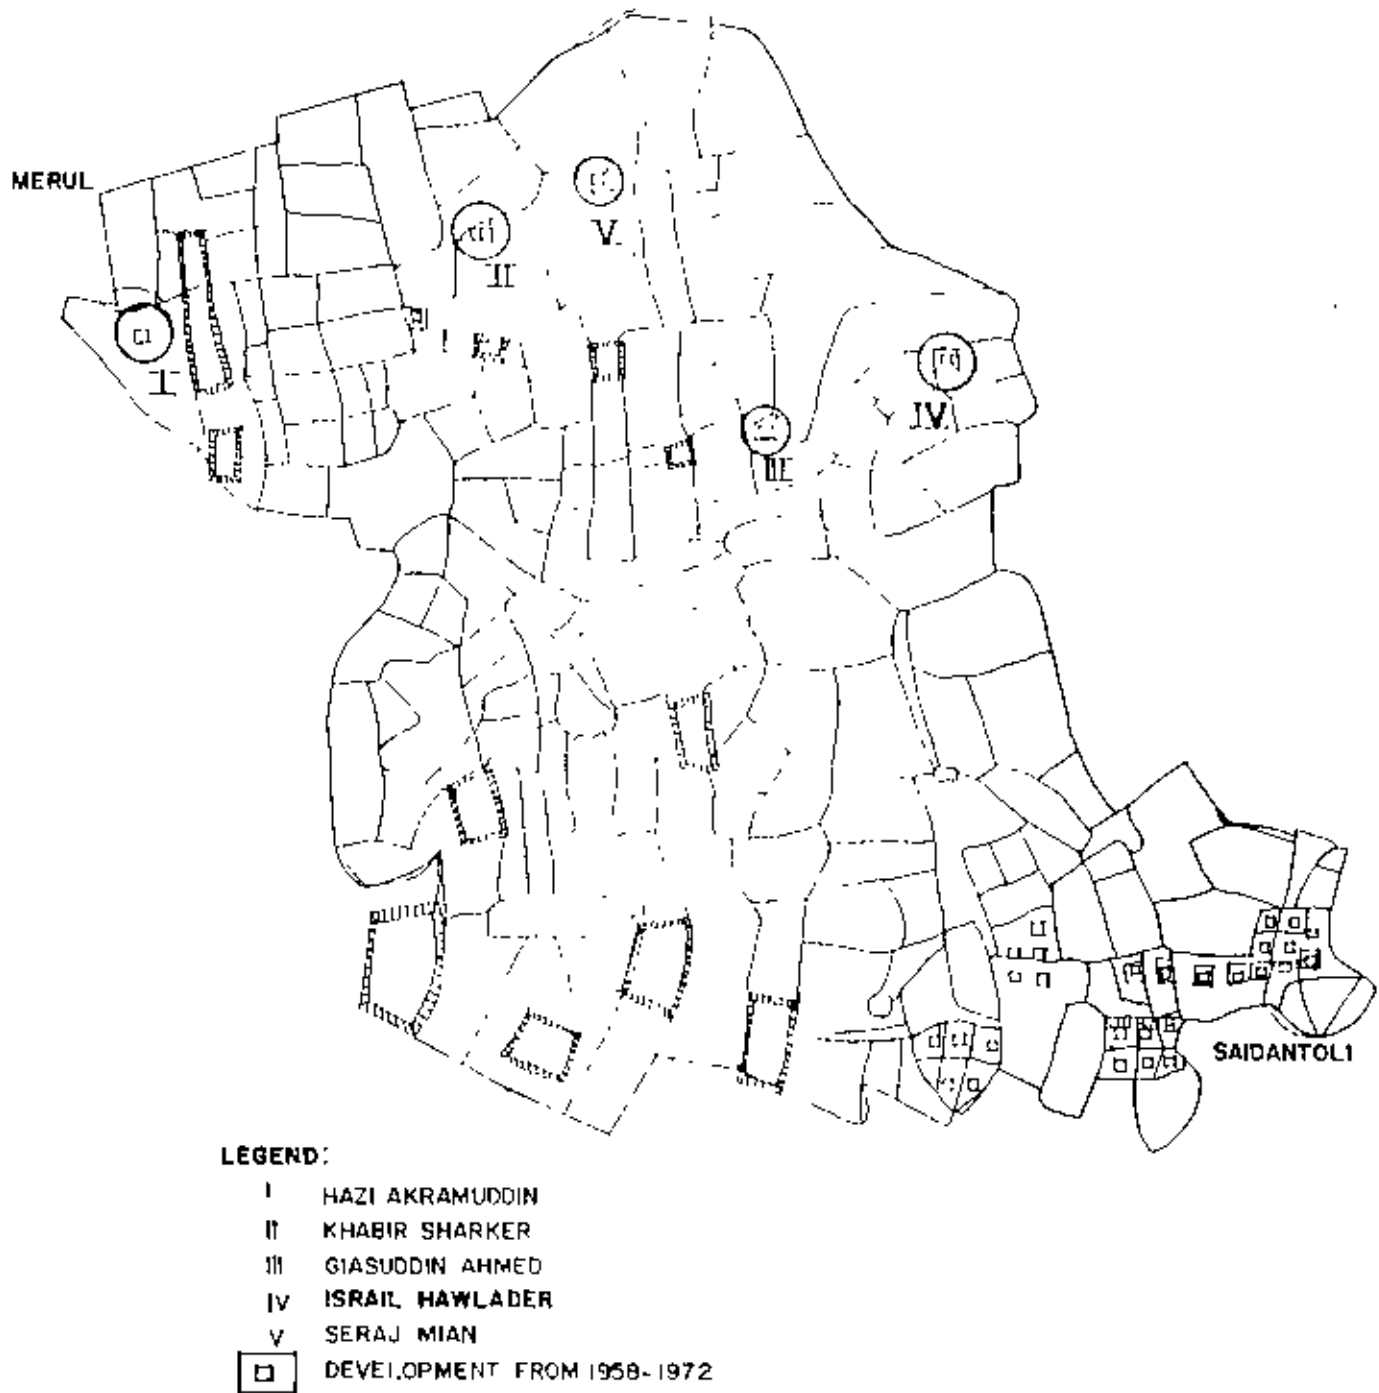 MERUL
V
II
I
IV
III
SAIDANTOLI
LEGEND:
I HAZI AKRAMUDDIN
II KHABIR SHARKER
III GIASUDDIN AHMED
IV ISRAIL HAWLADER
V SERAJ MIAN
DEVELOPMENT FROM 1958-1972